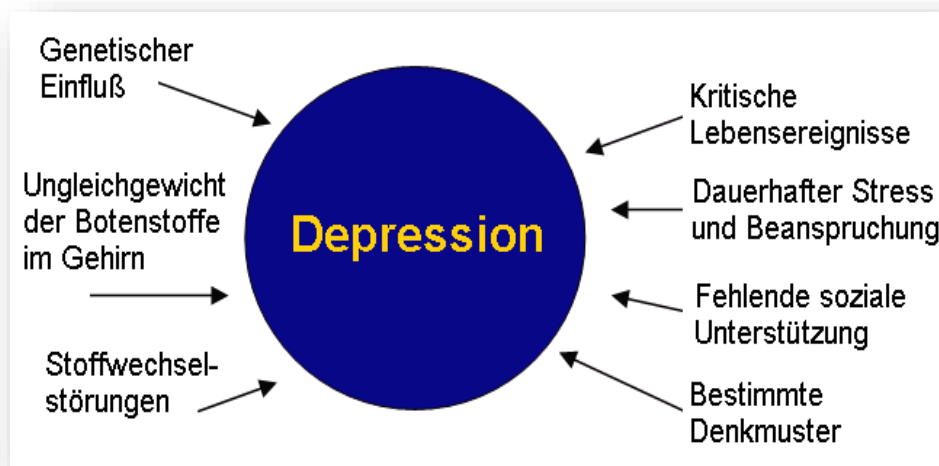 Genetischer
Einfluß
Ungleichgewicht
der Botenstoffe
im Gehirn
Stoffwechsel-
störungen
Depression
Kritische
Lebensereignisse
Dauerhafter Stress
und Beanspruchung
Fehlende soziale
Unterstützung
Bestimmte
Denkmuster